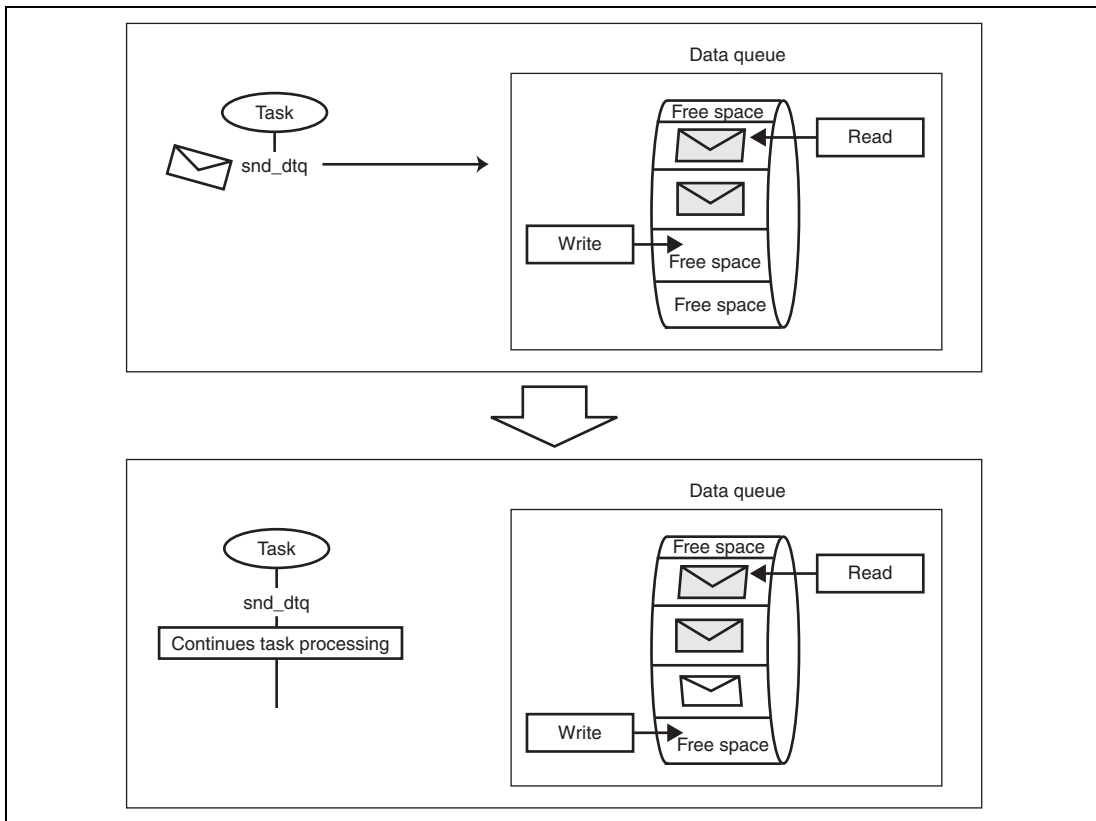 Data queue
Task
snd_dtq
Free space
Read
Write
Free space
Free space
Data queue
Task
snd_dtq
Continues task processing
Free space
Read
Write
Free space